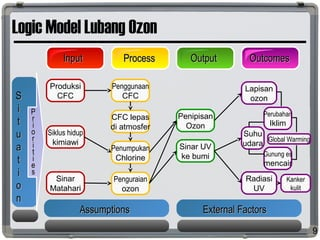 Logic Model Lubang Ozon
Input
Process
Output
Outcomes
Situation
Priorities
Produksi
CFC
Siklus hidup
kimiawi
Sinar
Matahari
Penggunaan
CFC
CFC lepas
di atmosfer
Penumpukan
Chlorine
Penguraian
ozon
Penipisan
Ozon
Sinar UV
ke bumi
Lapisan
ozon
Suhu
udara
Radiasi
UV
Perubahan
Iklim
Global Warming
Gunung es
mencair
Kanker
kulit
Assumptions
External Factors
9